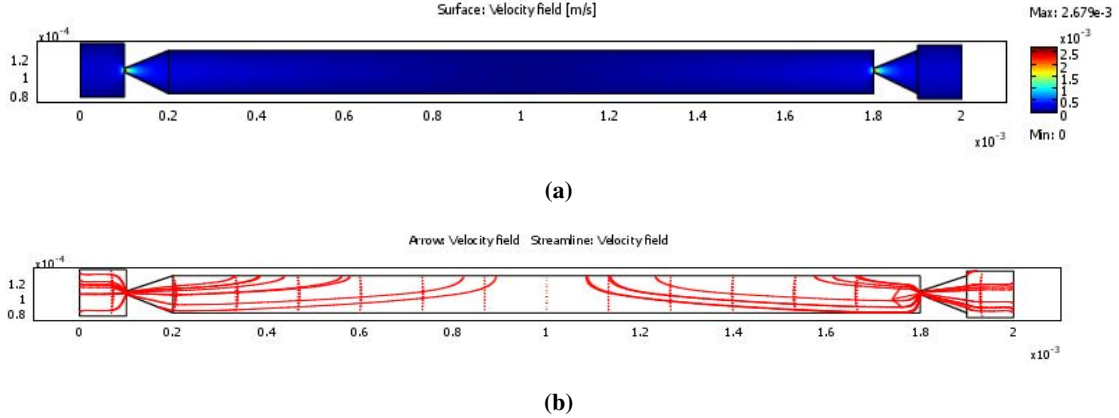 Surface: Velocity field [m/s]
Max: 2.679e-3
x10⁻⁴
1.2
1
0.8
0 0.2 0.4 0.6 0.8 1 1.2 1.4 1.6 1.8 2
x10⁻³
x10⁻³
2.5
2
1.5
1
0.5
0
Min: 0
(a)
Arrow: Velocity field Streamline: Velocity field
x10⁻⁴
1.2
1
0.8
0 0.2 0.4 0.6 0.8 1 1.2 1.4 1.6 1.8 2
x10⁻³
(b)